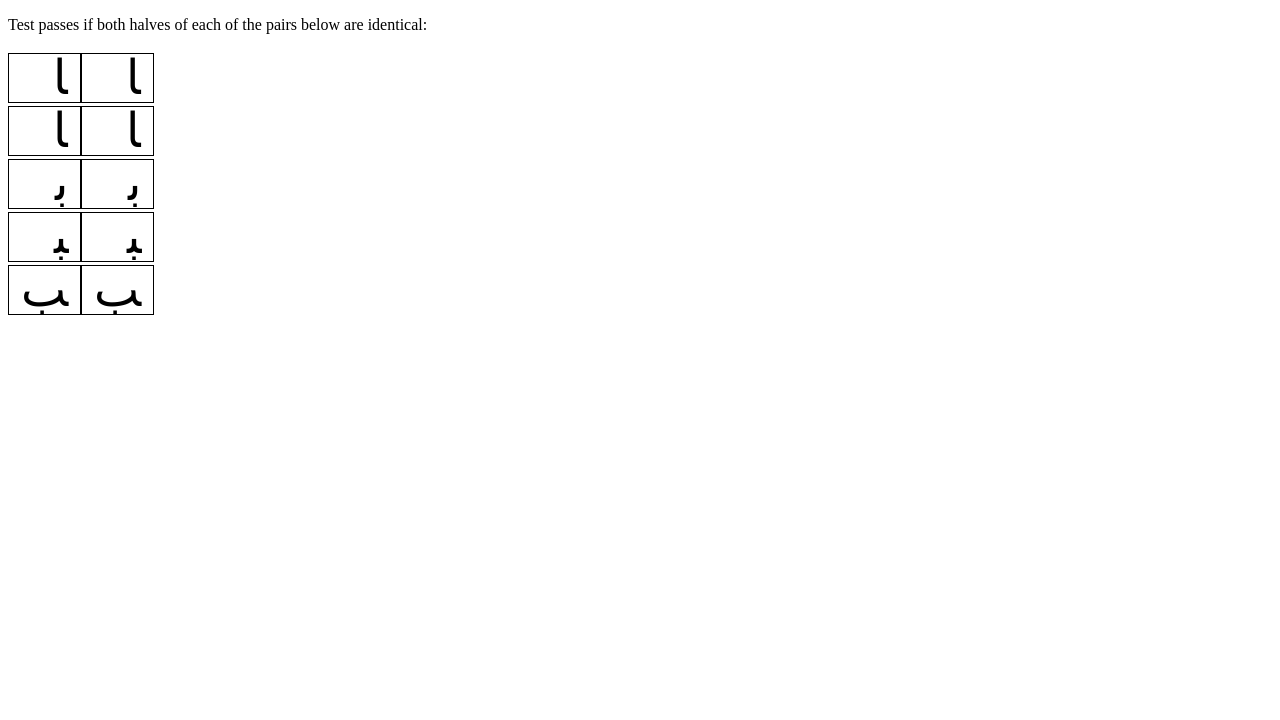 Test passes if both halves of each of the pairs below are identical:
ﺎ ﺎ
ﺎ ﺎ
ﺑ ﺑ
ﺒ ﺒ
ﺐ ﺐ